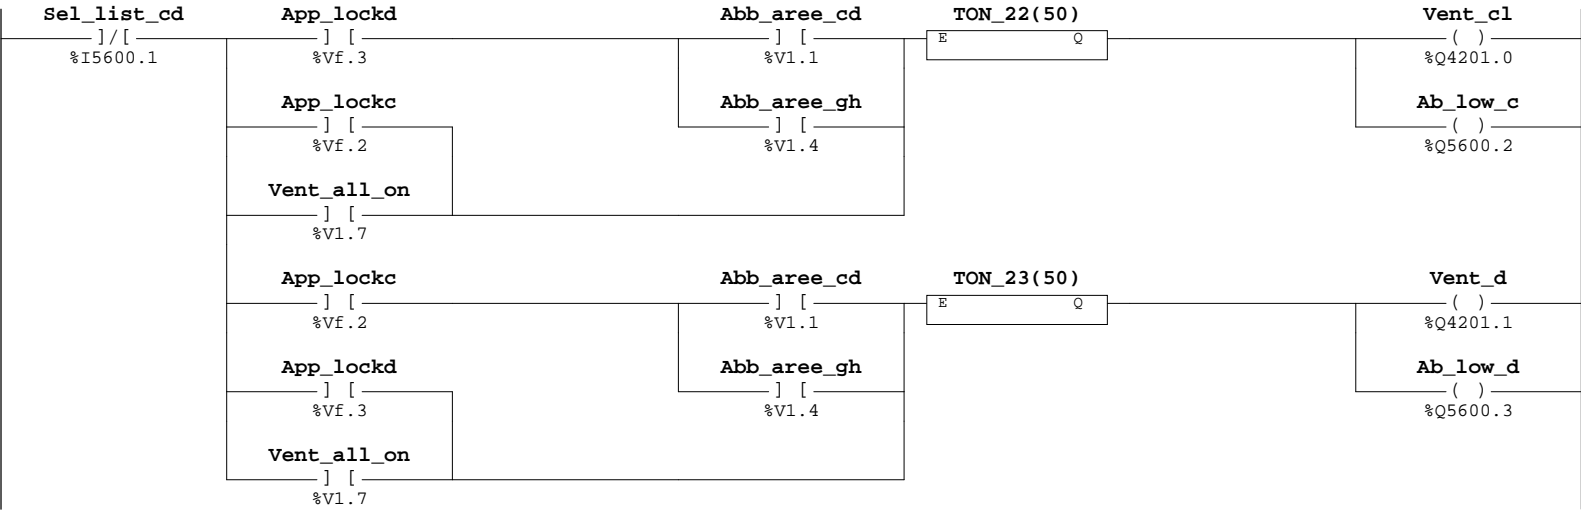 Sel_list_cd App_lockd Abb_aree_cd TON_22(50) Vent_cl
]/[ ] [ ] [ E Q ( )
%I5600.1 %Vf.3 %V1.1 %Q4201.0
App_lockc Abb_aree_gh Ab_low_c
] [ ] [ ( )
%Vf.2 %V1.4 %Q5600.2
Vent_all_on
] [
%V1.7
App_lockc Abb_aree_cd TON_23(50) Vent_d
] [ ] [ E Q ( )
%Vf.2 %V1.1 %Q4201.1
App_lockd Abb_aree_gh Ab_low_d
] [ ] [ ( )
%Vf.3 %V1.4 %Q5600.3
Vent_all_on
] [
%V1.7